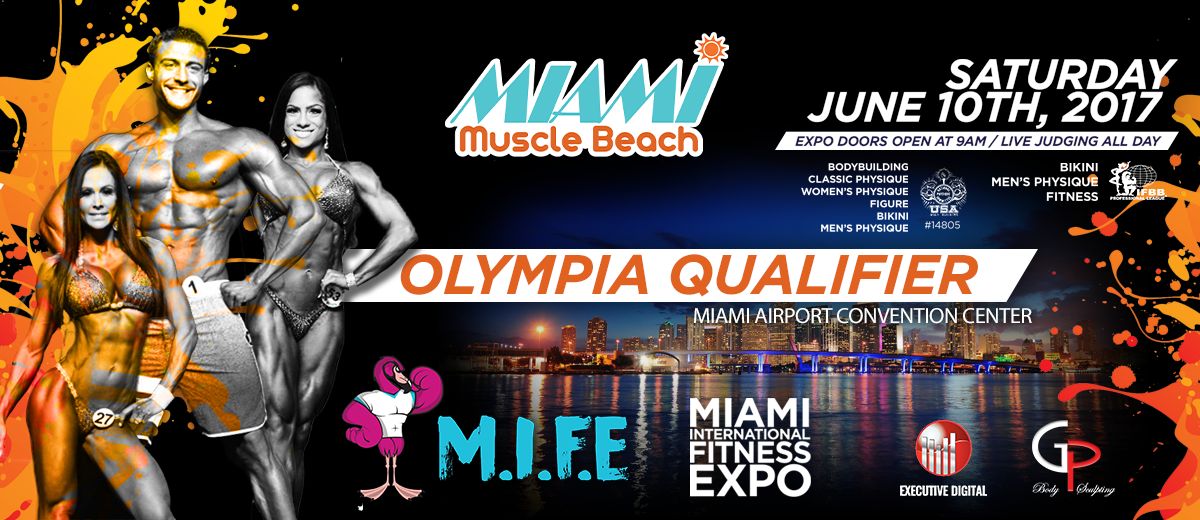 MIAMI
Muscle Beach
SATURDAY
JUNE 10TH, 2017
EXPO DOORS OPEN AT 9AM / LIVE JUDGING ALL DAY
BODYBUILDING
CLASSIC PHYSIQUE
WOMEN'S PHYSIQUE
FIGURE
BIKINI
MEN'S PHYSIQUE
USA
#14805
BIKINI
MEN'S PHYSIQUE
FITNESS
IFBB
PROFESSIONAL LEAGUE
OLYMPIA QUALIFIER
MIAMI AIRPORT CONVENTION CENTER
1
27
M.I.F.E
MIAMI
INTERNATIONAL
FITNESS
EXPO
EXECUTIVE DIGITAL
GP
Body Sculpting